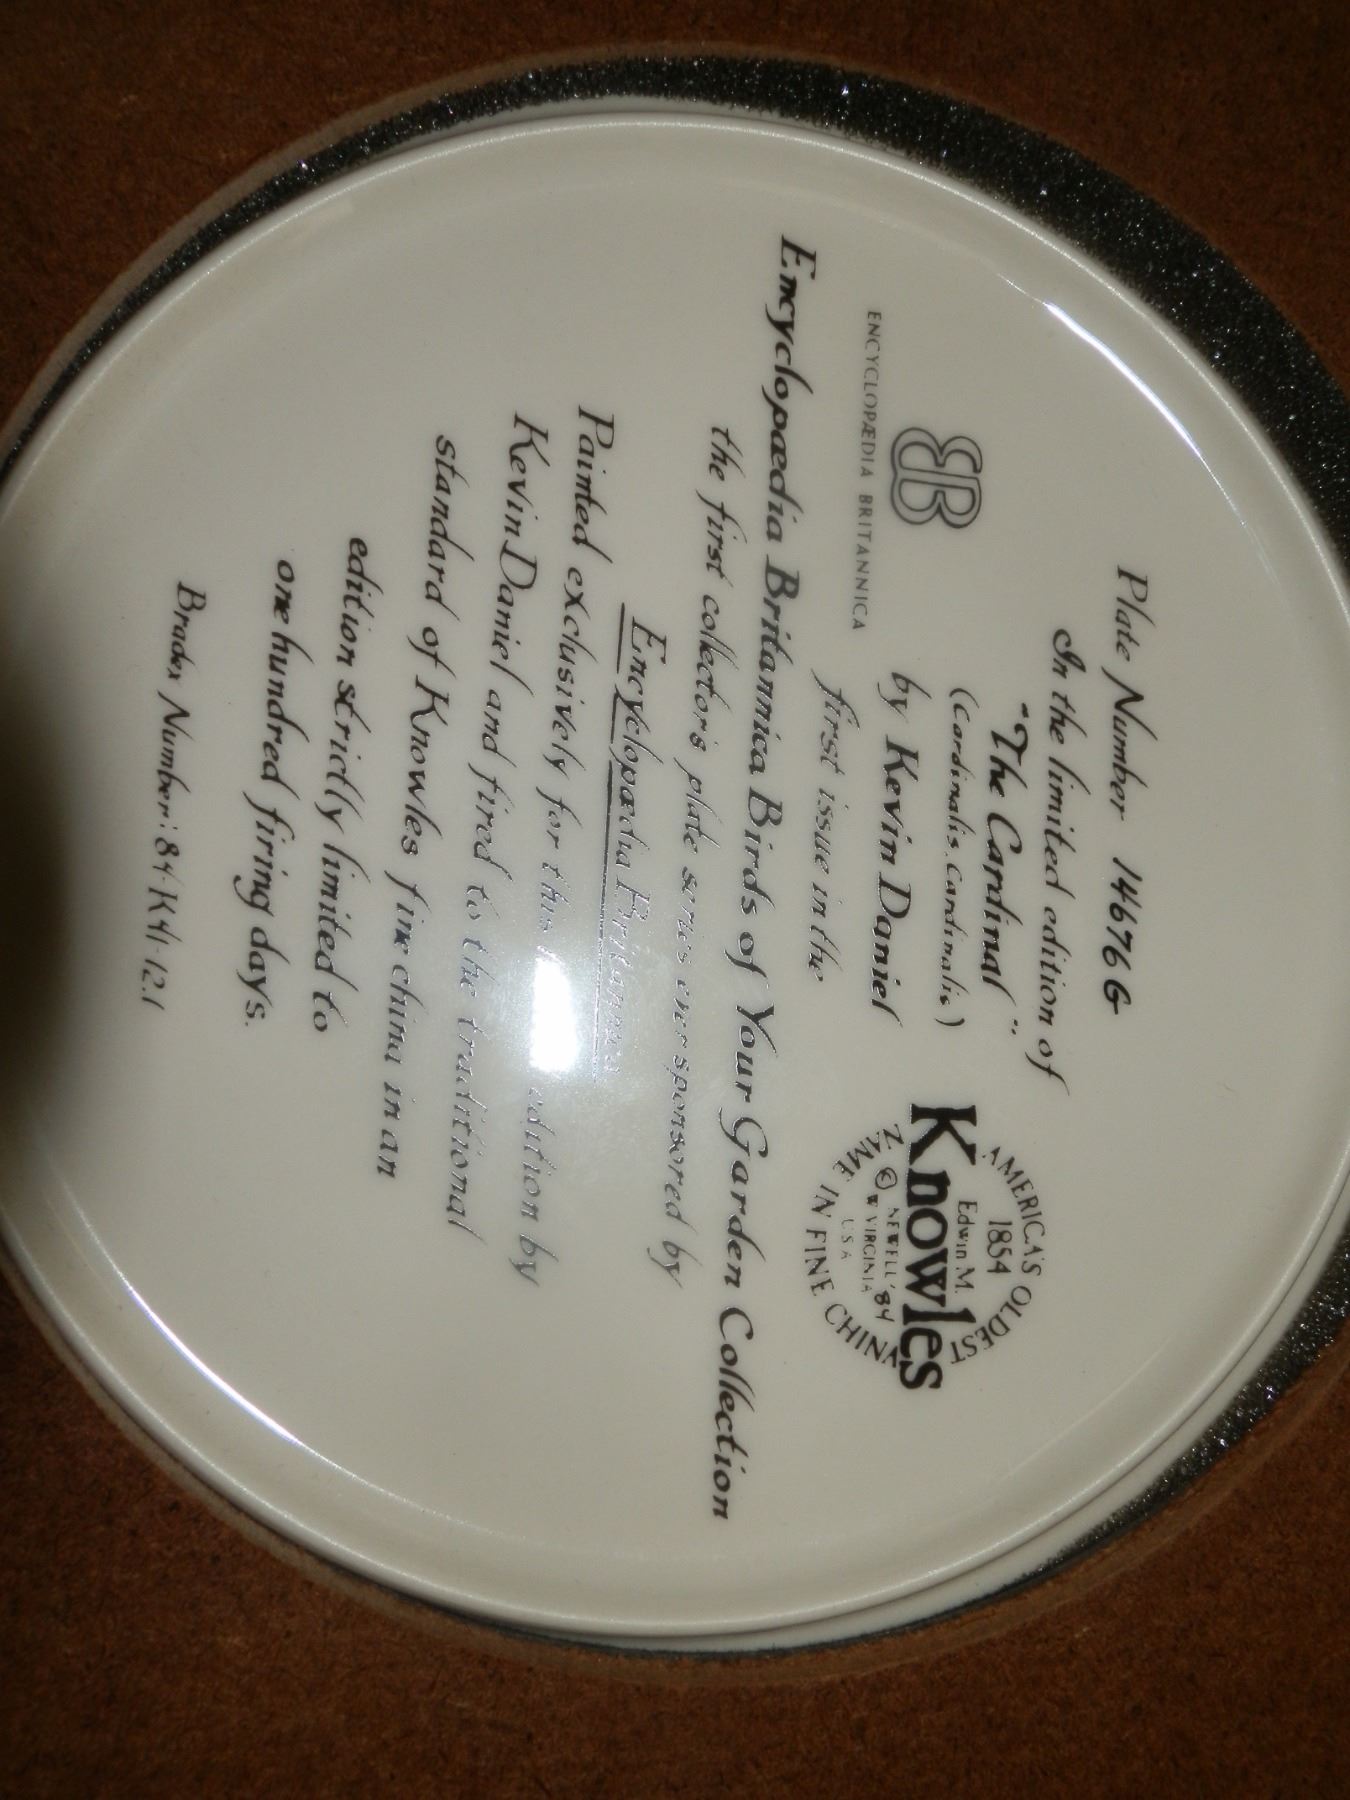 Plate Number 14676G
In the limited edition of
"The Cardinal"
(Cardinalis Cardinalis)
by Kevin Daniel
first issue in the
ENCYCLOPÆDIA BRITANNICA
AMERICA'S OLDEST
1854
Edwin M.
Knowles
NEWELL '84
W VIRGINIA
U S A
NAME IN FINE CHINA
Encyclopædia Britannica Birds of Your Garden Collection
the first collector's plate series ever sponsored by
Encyclopædia Britannica
Painted exclusively for this edition by
Kevin Daniel and fired to the traditional
standard of Knowles fine china in an
edition strictly limited to
one hundred firing days.
Bradex Number: 84-K41-12.1